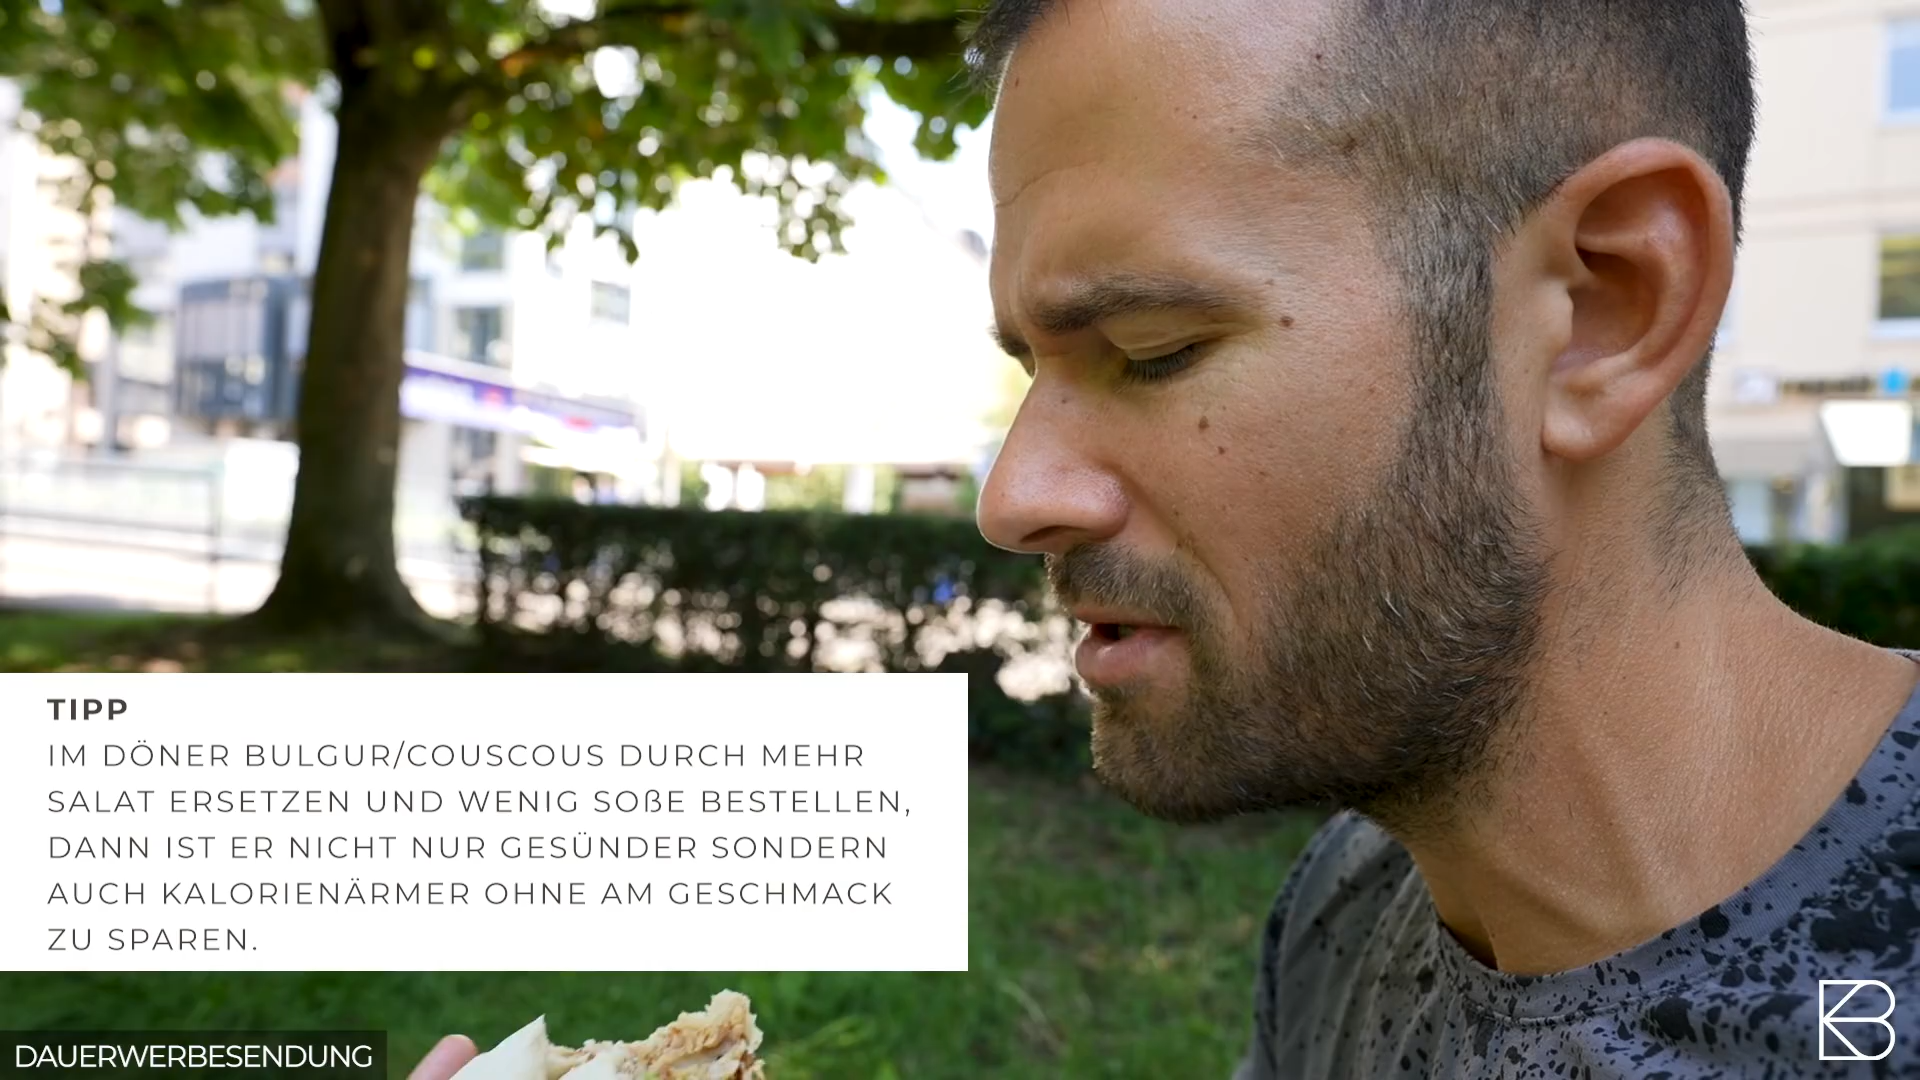 TIPP
IM DÖNER BULGUR/COUSCOUS DURCH MEHR
SALAT ERSETZEN UND WENIG SOßE BESTELLEN,
DANN IST ER NICHT NUR GESÜNDER SONDERN
AUCH KALORIENÄRMER OHNE AM GESCHMACK
ZU SPAREN.
DAUERWERBESENDUNG